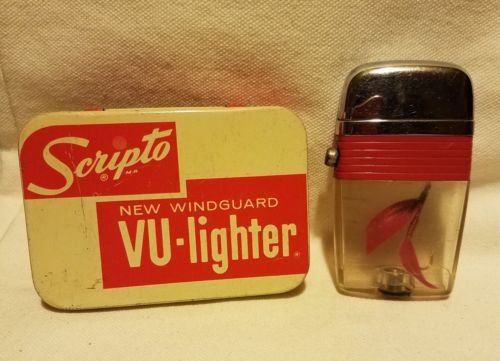 Scripto
® M.R.
NEW WINDGUARD
VU-lighter®